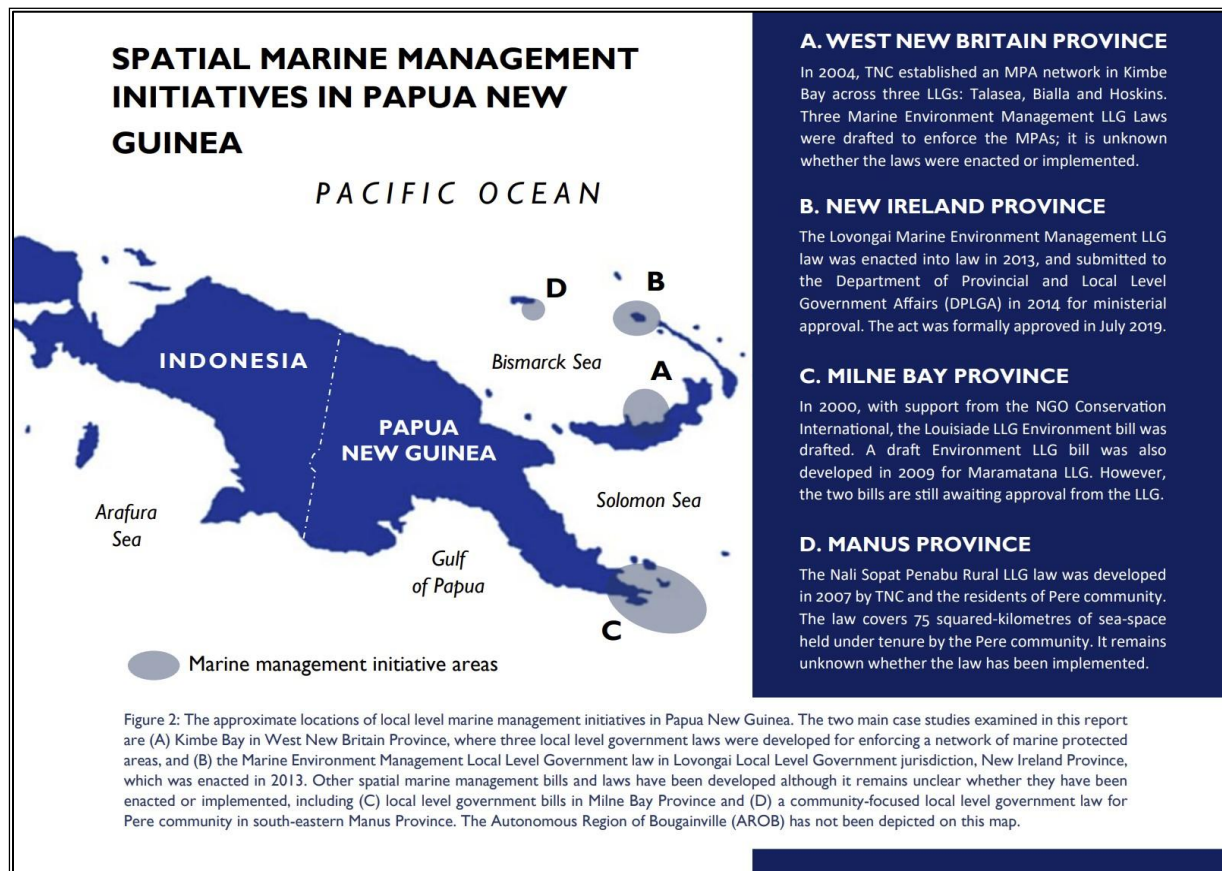 SPATIAL MARINE MANAGEMENT
INITIATIVES IN PAPUA NEW
GUINEA
PACIFIC OCEAN
D
B
INDONESIA
Bismarck Sea
A
PAPUA
NEW GUINEA
Solomon Sea
Arafura
Sea
Gulf
of Papua
C
Marine management initiative areas
A. WEST NEW BRITAIN PROVINCE
In 2004, TNC established an MPA network in Kimbe
Bay across three LLGs: Talasea, Bialla and Hoskins.
Three Marine Environment Management LLG Laws
were drafted to enforce the MPAs; it is unknown
whether the laws were enacted or implemented.
B. NEW IRELAND PROVINCE
The Lovongai Marine Environment Management LLG
law was enacted into law in 2013, and submitted to
the Department of Provincial and Local Level
Government Affairs (DPLGA) in 2014 for ministerial
approval. The act was formally approved in July 2019.
C. MILNE BAY PROVINCE
In 2000, with support from the NGO Conservation
International, the Louisiade LLG Environment bill was
drafted. A draft Environment LLG bill was also
developed in 2009 for Maramatana LLG. However,
the two bills are still awaiting approval from the LLG.
D. MANUS PROVINCE
The Nali Sopat Penabu Rural LLG law was developed
in 2007 by TNC and the residents of Pere community.
The law covers 75 squared-kilometres of sea-space
held under tenure by the Pere community. It remains
unknown whether the law has been implemented.
Figure 2: The approximate locations of local level marine management initiatives in Papua New Guinea. The two main case studies examined in this report
are (A) Kimbe Bay in West New Britain Province, where three local level government laws were developed for enforcing a network of marine protected
areas, and (B) the Marine Environment Management Local Level Government law in Lovongai Local Level Government jurisdiction, New Ireland Province,
which was enacted in 2013. Other spatial marine management bills and laws have been developed although it remains unclear whether they have been
enacted or implemented, including (C) local level government bills in Milne Bay Province and (D) a community-focused local level government law for
Pere community in south-eastern Manus Province. The Autonomous Region of Bougainville (AROB) has not been depicted on this map.